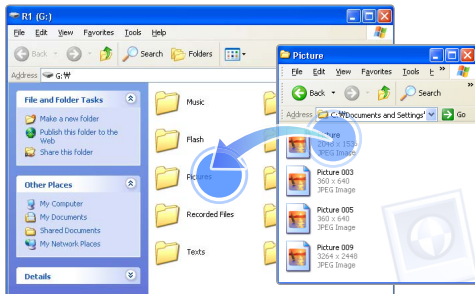 R1 (G:)
File Edit View Favorites Tools Help
Back Search Folders
Address G:₩
File and Folder Tasks
Make a new folder
Publish this folder to the
Web
Share this folder
Other Places
My Computer
My Documents
Shared Documents
My Network Places
Details
Music
Flash
Pictures
Recorded Files
Texts
Picture
File Edit View Favorites Tools »
Back Search »
Address C:₩Documents and Settings Go
Picture
2048 x 1536
JPEG Image
Picture 003
360 x 640
JPEG Image
Picture 005
360 x 640
JPEG Image
Picture 009
3264 x 2448
JPEG Image